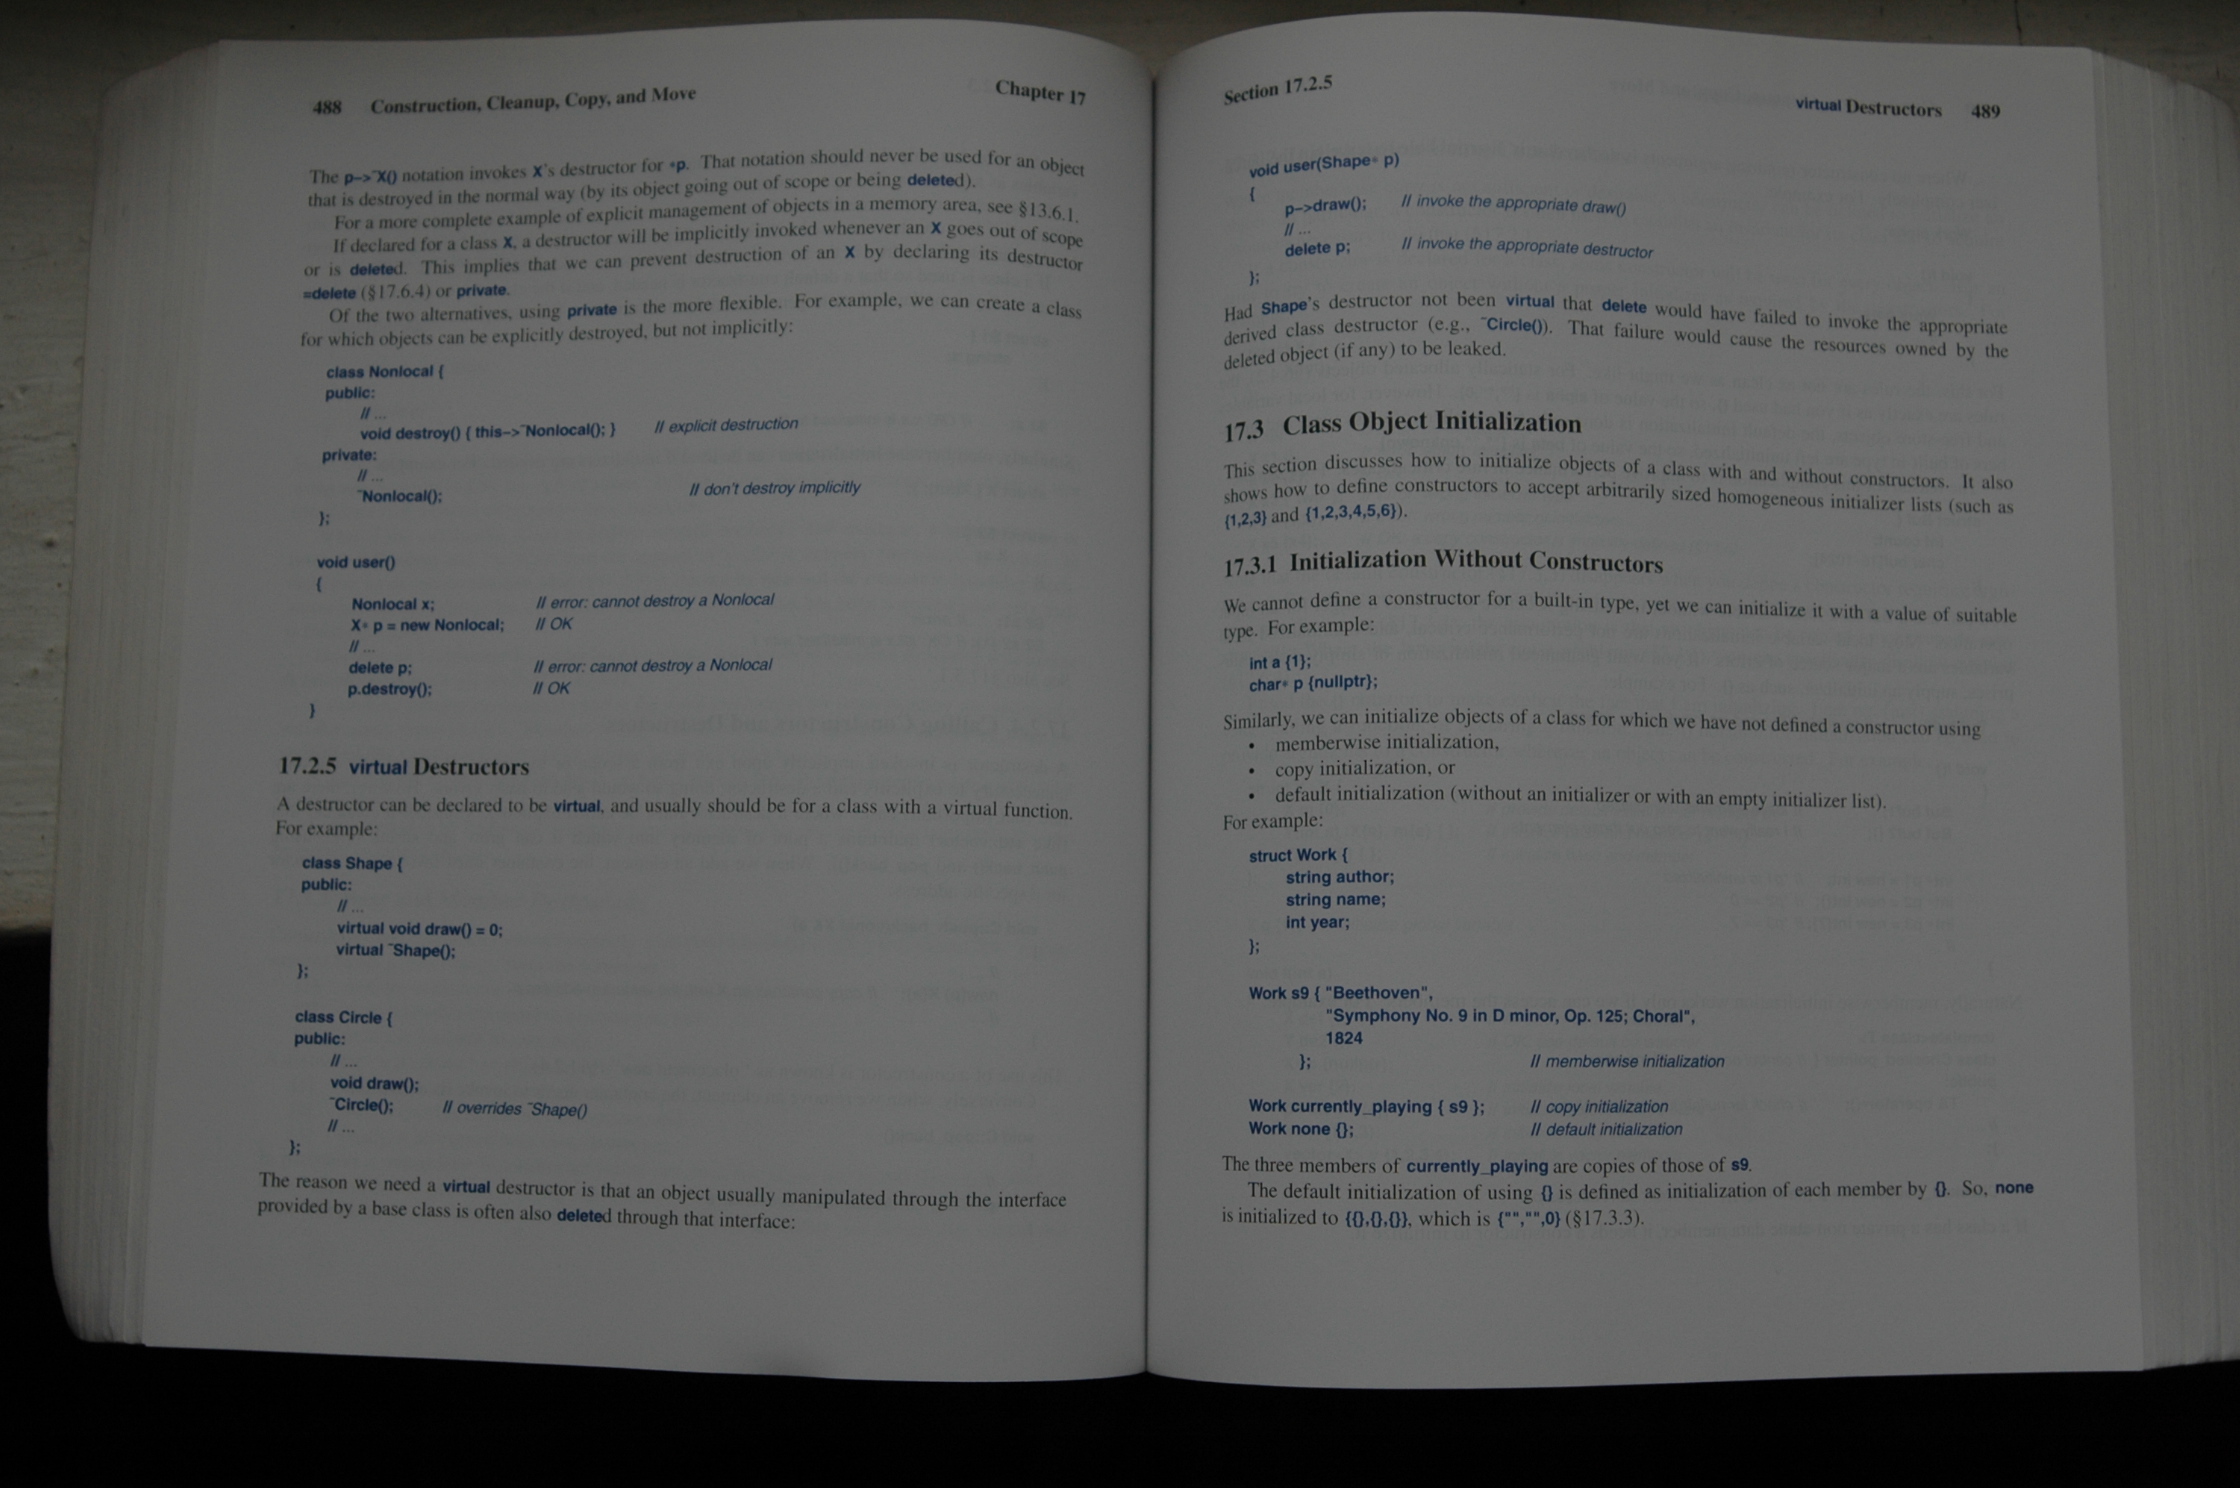 488 Construction, Cleanup, Copy, and Move Chapter 17
The p–>~X() notation invokes X's destructor for *p. That notation should never be used for an object
that is destroyed in the normal way (by its object going out of scope or being deleted).
For a more complete example of explicit management of objects in a memory area, see §13.6.1.
If declared for a class X, a destructor will be implicitly invoked whenever an X goes out of scope
or is deleted. This implies that we can prevent destruction of an X by declaring its destructor
=delete (§17.6.4) or private.
Of the two alternatives, using private is the more flexible. For example, we can create a class
for which objects can be explicitly destroyed, but not implicitly:
class Nonlocal {
public:
// ...
void destroy() { this–>~Nonlocal(); } // explicit destruction
private:
// ...
~Nonlocal(); // don't destroy implicitly
};
void user()
{
Nonlocal x; // error: cannot destroy a Nonlocal
X* p = new Nonlocal; // OK
// ...
delete p; // error: cannot destroy a Nonlocal
p.destroy(); // OK
}
17.2.5 virtual Destructors
A destructor can be declared to be virtual, and usually should be for a class with a virtual function.
For example:
class Shape {
public:
// ...
virtual void draw() = 0;
virtual ~Shape();
};
class Circle {
public:
// ...
void draw();
~Circle(); // overrides ~Shape()
// ...
};
The reason we need a virtual destructor is that an object usually manipulated through the interface
provided by a base class is often also deleted through that interface:
Section 17.2.5 virtual Destructors 489
void user(Shape* p)
{
p–>draw(); // invoke the appropriate draw()
// ...
delete p; // invoke the appropriate destructor
};
Had Shape's destructor not been virtual that delete would have failed to invoke the appropriate
derived class destructor (e.g., ~Circle()). That failure would cause the resources owned by the
deleted object (if any) to be leaked.
17.3 Class Object Initialization
This section discusses how to initialize objects of a class with and without constructors. It also
shows how to define constructors to accept arbitrarily sized homogeneous initializer lists (such as
{1,2,3} and {1,2,3,4,5,6}).
17.3.1 Initialization Without Constructors
We cannot define a constructor for a built-in type, yet we can initialize it with a value of suitable
type. For example:
int a {1};
char* p {nullptr};
Similarly, we can initialize objects of a class for which we have not defined a constructor using
• memberwise initialization,
• copy initialization, or
• default initialization (without an initializer or with an empty initializer list).
For example:
struct Work {
string author;
string name;
int year;
};
Work s9 { "Beethoven",
"Symphony No. 9 in D minor, Op. 125; Choral",
1824
}; // memberwise initialization
Work currently_playing { s9 }; // copy initialization
Work none {}; // default initialization
The three members of currently_playing are copies of those of s9.
The default initialization of using {} is defined as initialization of each member by {}. So, none
is initialized to {{},{},{}}, which is {"","",0} (§17.3.3).